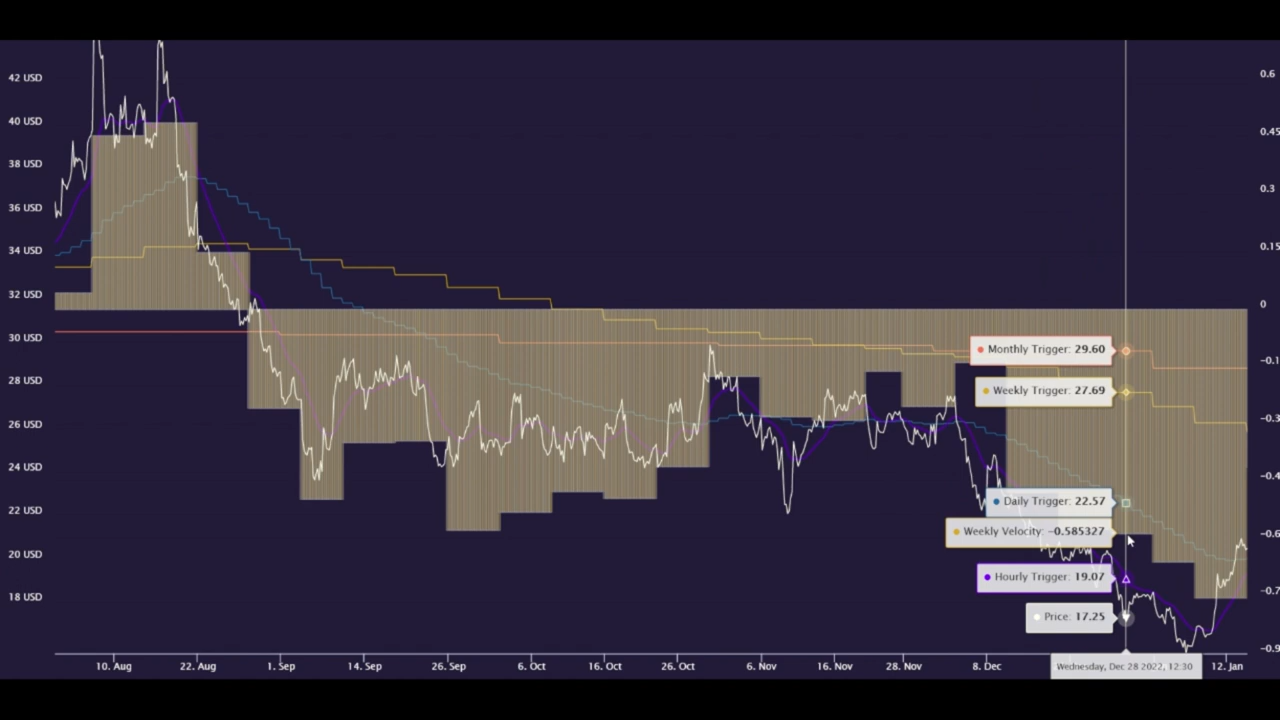 42 USD
40 USD
38 USD
36 USD
34 USD
32 USD
30 USD
28 USD
26 USD
24 USD
22 USD
20 USD
18 USD
0.6
0.45
0.3
0.15
0
-0.1
-0.3
-0.4
-0.6
-0.7
-0.9
Monthly Trigger: 29.60
Weekly Trigger: 27.69
Daily Trigger: 22.57
Weekly Velocity: -0.585327
Hourly Trigger: 19.07
Price: 17.25
10. Aug
22 Aug
1. Sep
14. Sep
26. Sep
6. Oct
16. Oct
26. Oct
6. Nov
16. Nov
28. Nov
8. Dec
Wednesday, Dec 28 2022, 12:30
12. Jan